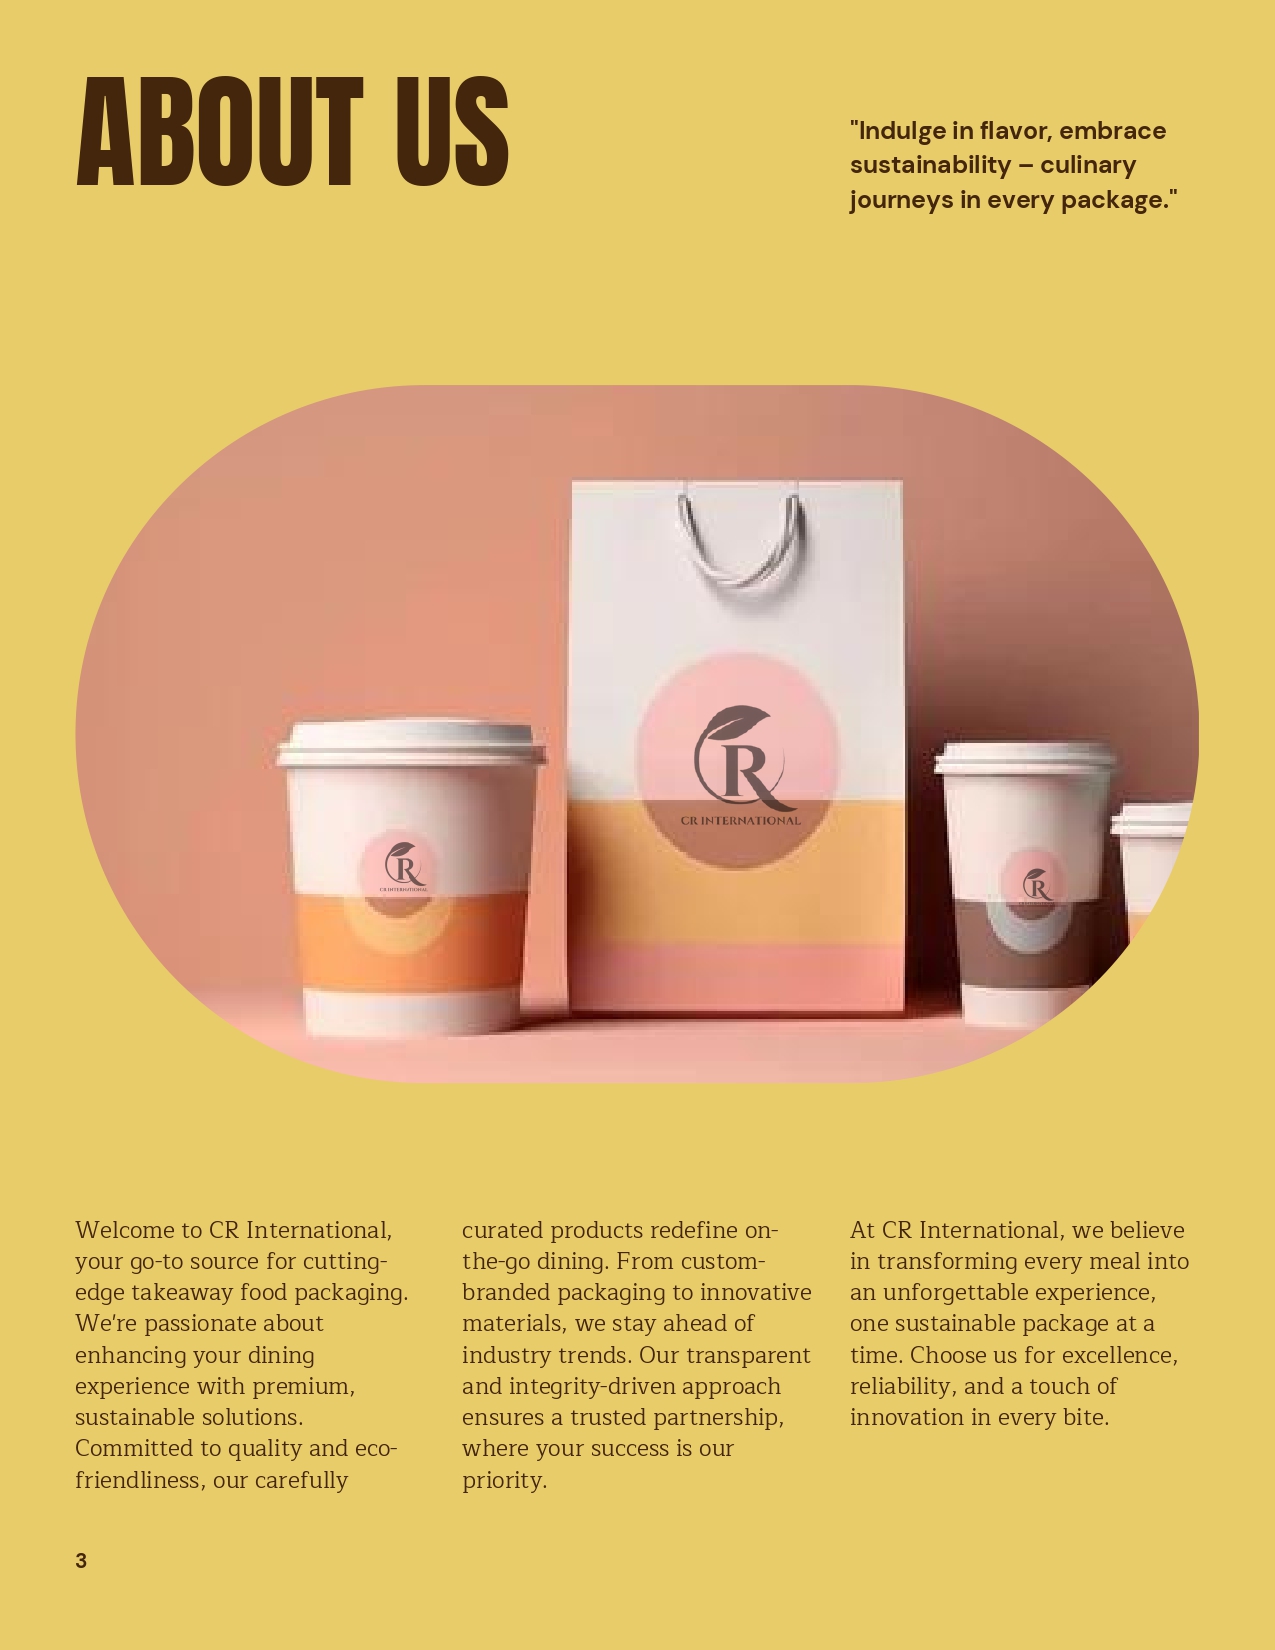 ABOUT US
"Indulge in flavor, embrace
sustainability – culinary
journeys in every package."
R
CR INTERNATIONAL
R
CR INTERNATIONAL
R
Welcome to CR International,
your go-to source for cutting-
edge takeaway food packaging.
We're passionate about
enhancing your dining
experience with premium,
sustainable solutions.
Committed to quality and eco-
friendliness, our carefully
curated products redefine on-
the-go dining. From custom-
branded packaging to innovative
materials, we stay ahead of
industry trends. Our transparent
and integrity-driven approach
ensures a trusted partnership,
where your success is our
priority.
At CR International, we believe
in transforming every meal into
an unforgettable experience,
one sustainable package at a
time. Choose us for excellence,
reliability, and a touch of
innovation in every bite.
3